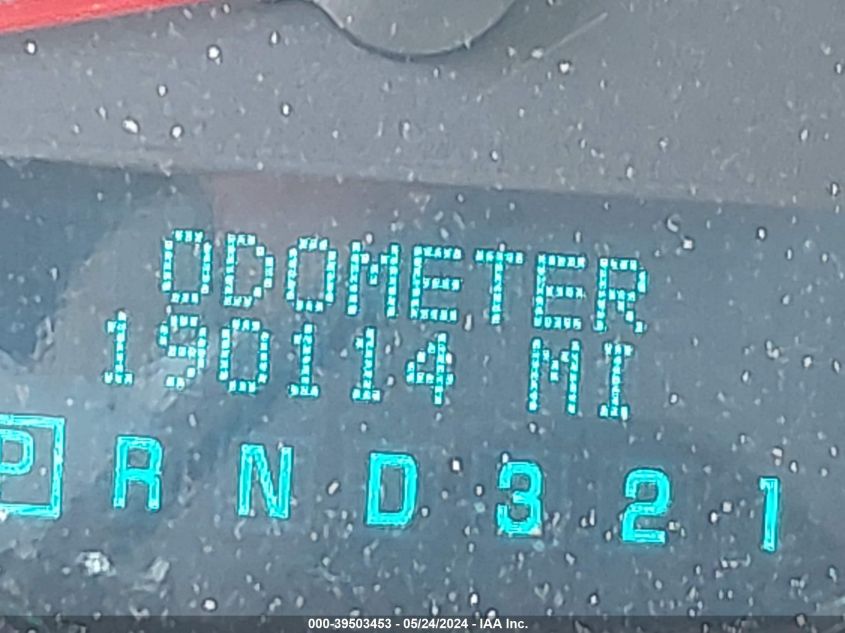 ODOMETER
190114 MI
P R N D 3 2 1
000-39503453 - 05/24/2024 - IAA Inc.